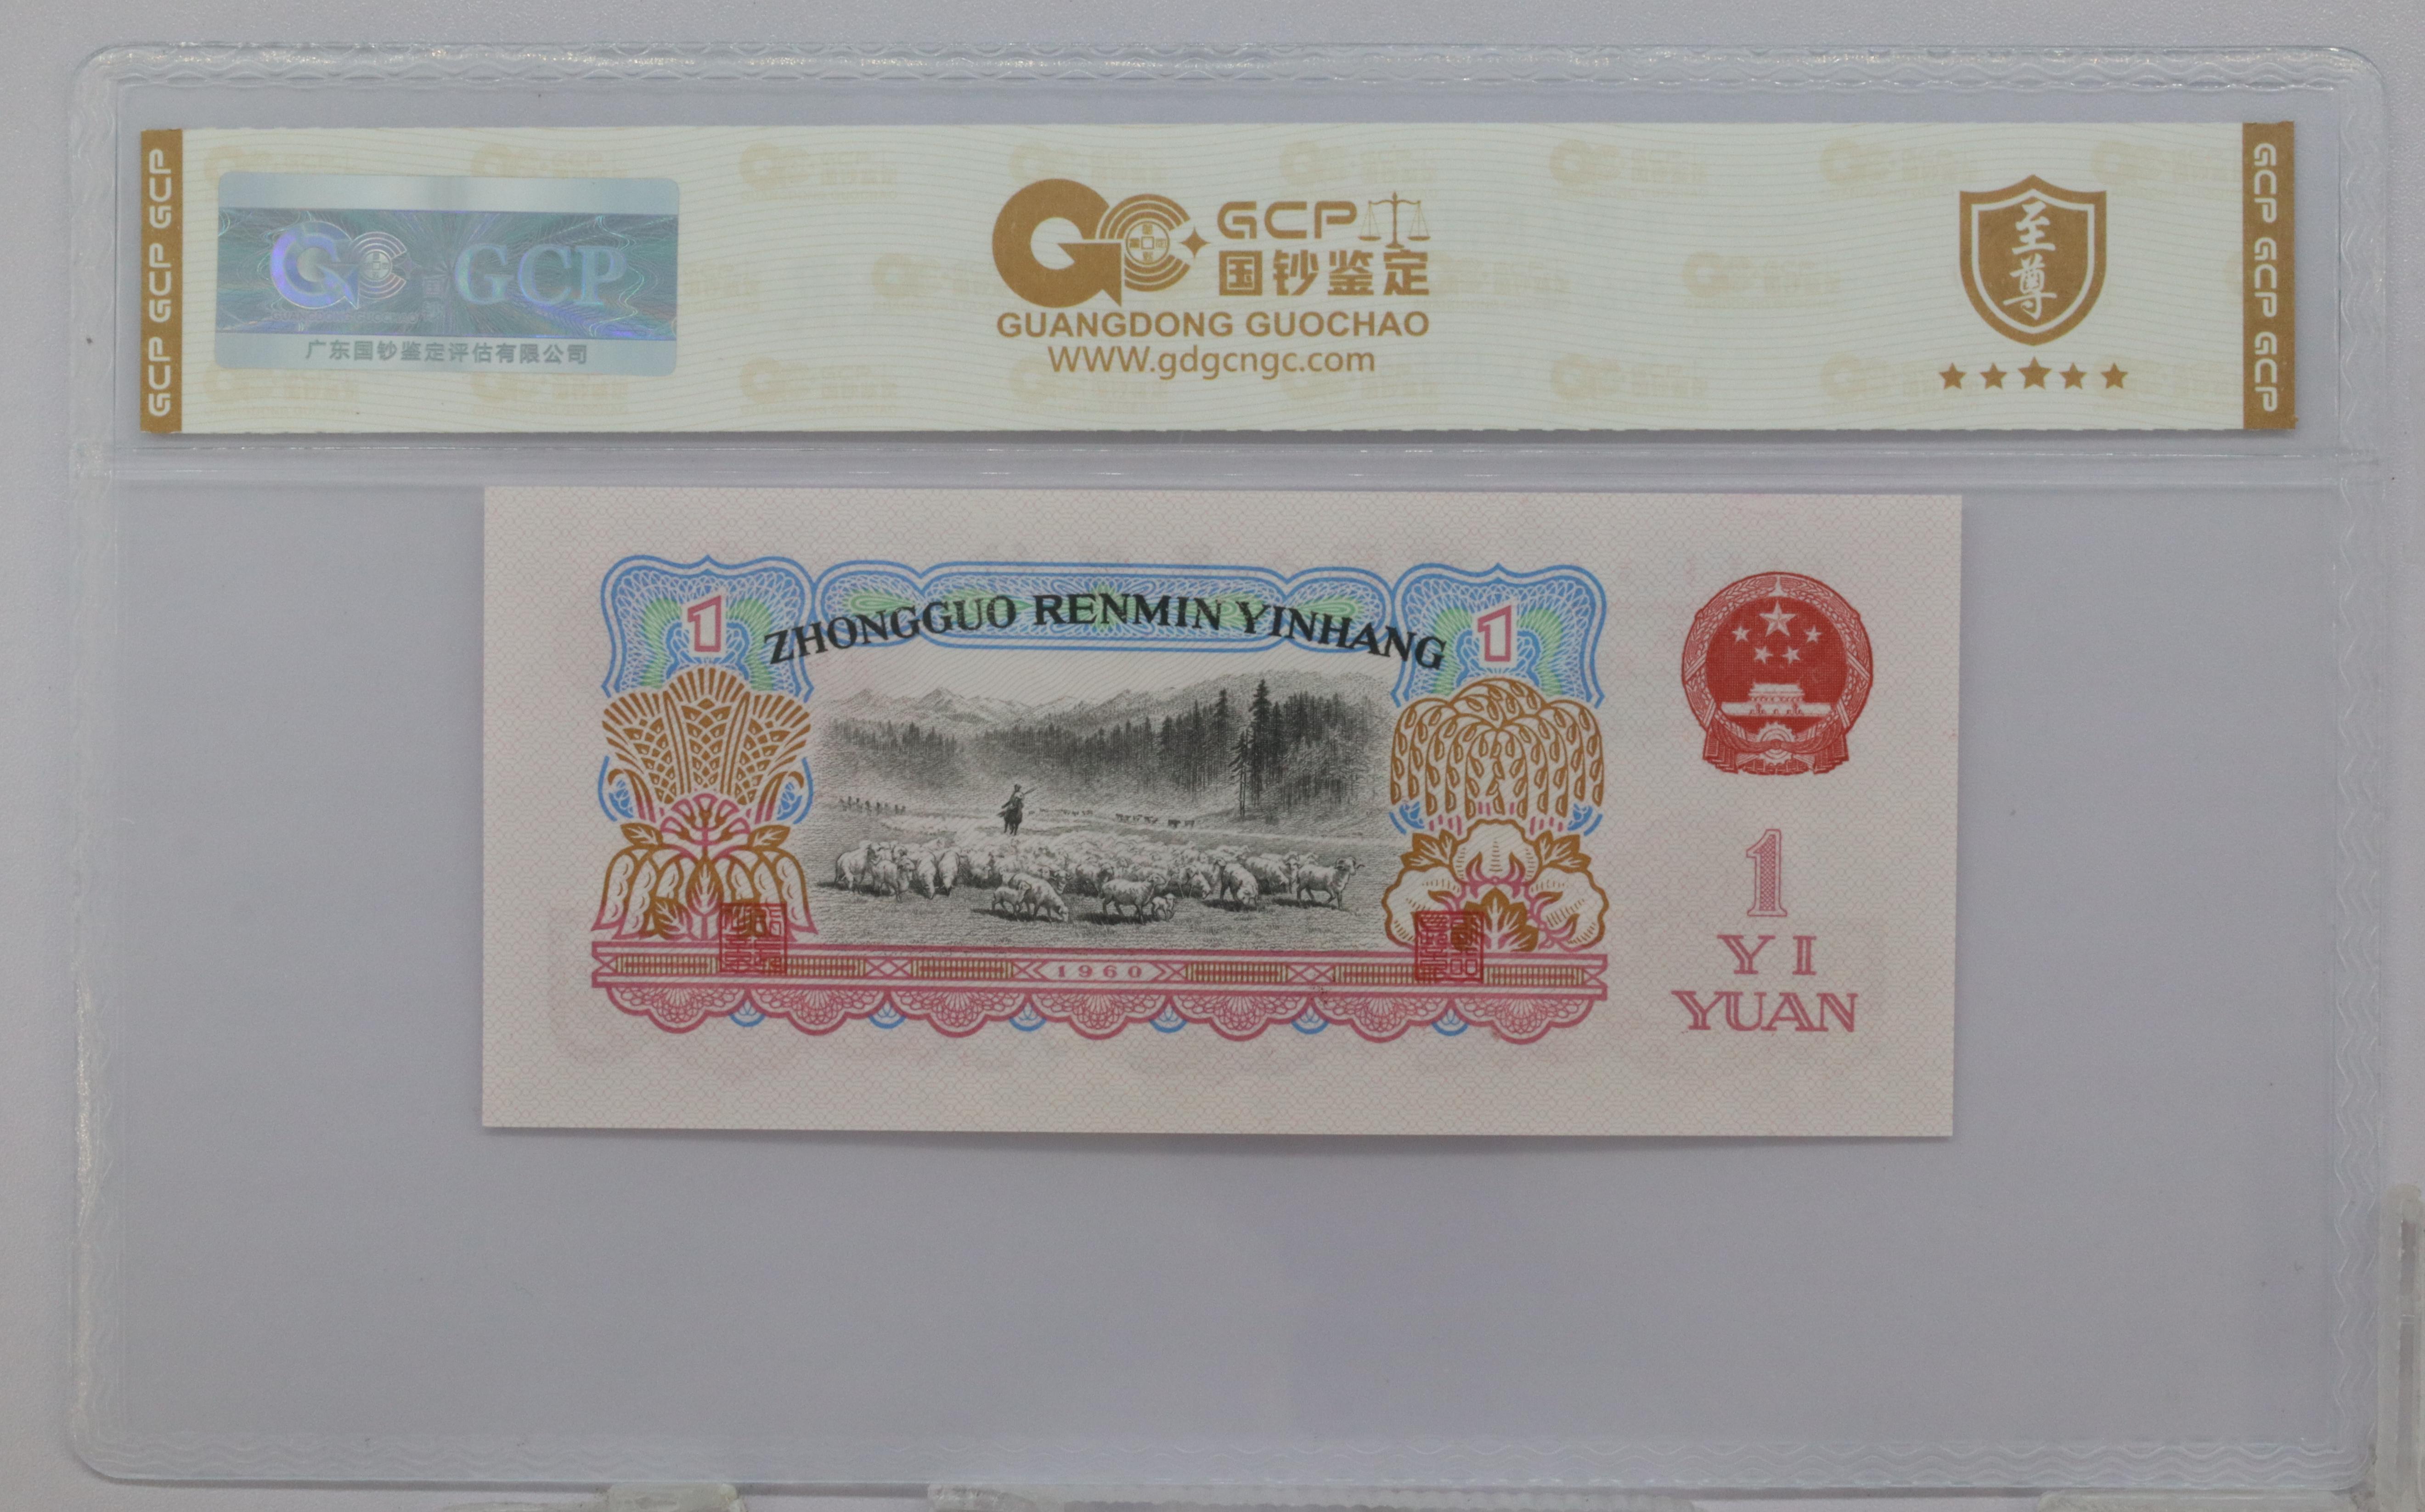 GCP GCP GCP
GCP
广东国钞鉴定评估有限公司
GCP
国钞鉴定
GUANGDONG GUOCHAO
WWW.gdgcngc.com
至尊
GCP GCP GCP
ZHONGGUO RENMIN YINHANG
1
1
1960
1
YI
YUAN